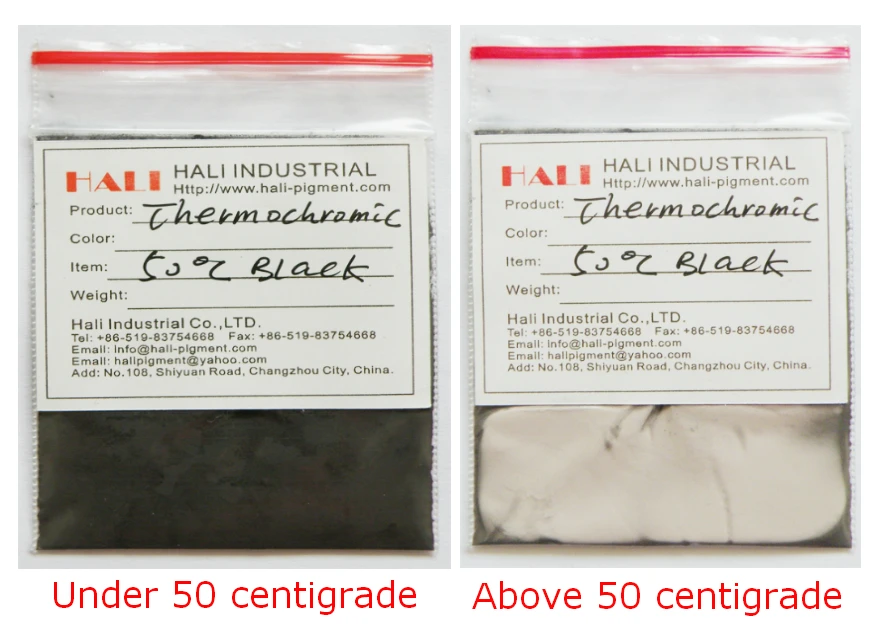 HALI HALI INDUSTRIAL
Http://www.hali-pigment.com
Product: Thermochromic
Color:
Item: 50℃ Black
Weight:
Hali Industrial Co.,LTD.
Tel: +86-519-83754668 Fax: +86-519-83754668
Email: info@hali-pigment.com
Email: halipigment@yahoo.com
Add: No.108, Shiyuan Road, Changzhou City, China.
Under 50 centigrade
HALI HALI INDUSTRIAL
Http://www.hali-pigment.com
Product: Thermochromic
Color:
Item: 50℃ Black
Weight:
Hali Industrial Co.,LTD.
Tel: +86-519-83754668 Fax: +86-519-83754668
Email: info@hali-pigment.com
Email: halipigment@yahoo.com
Add: No.108, Shiyuan Road, Changzhou City, China.
Above 50 centigrade